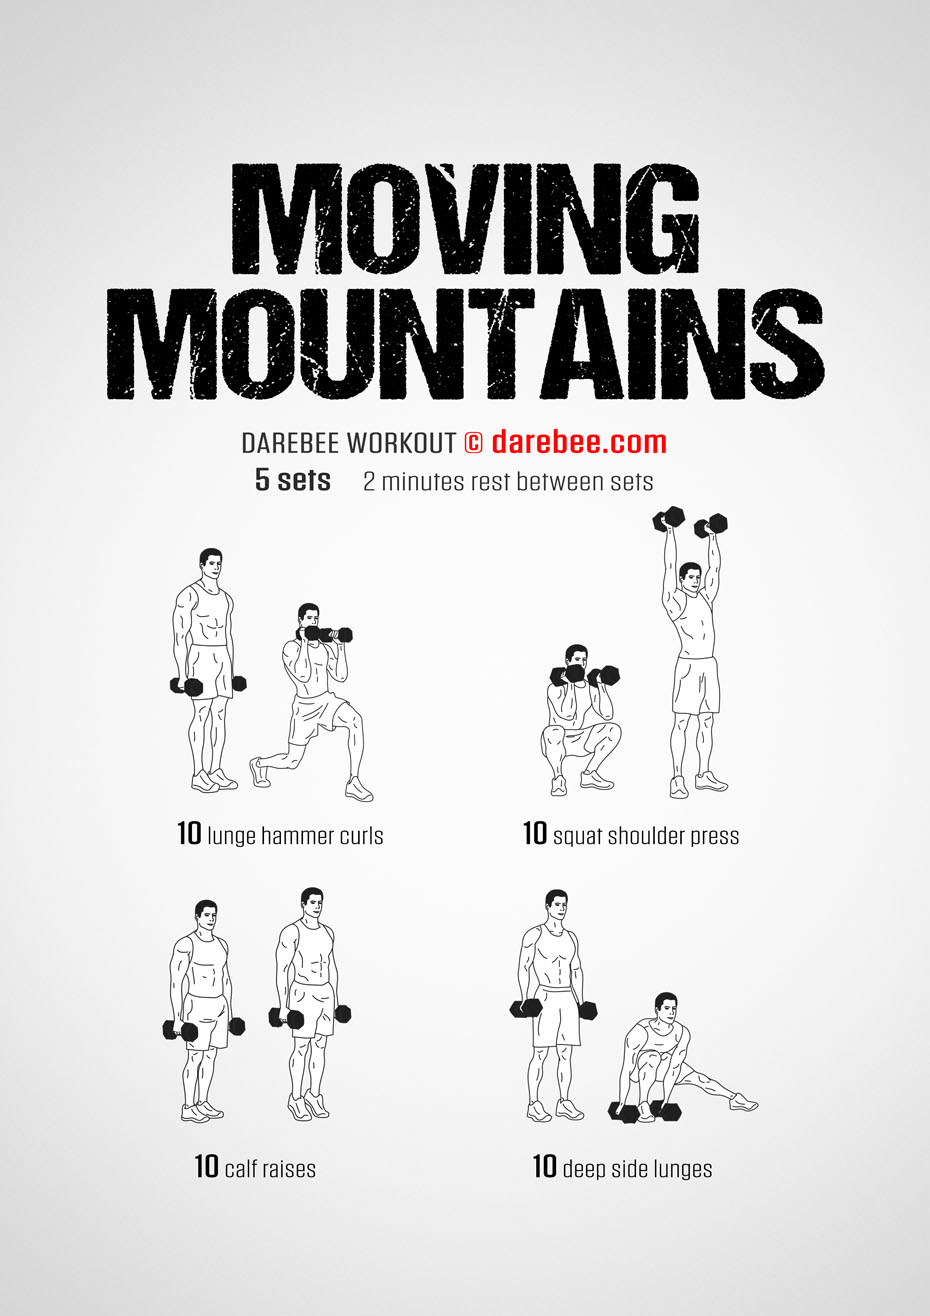 MOVING
MOUNTAINS
DAREBEE WORKOUT © darebee.com
5 sets 2 minutes rest between sets
10 lunge hammer curls
10 squat shoulder press
10 calf raises
10 deep side lunges